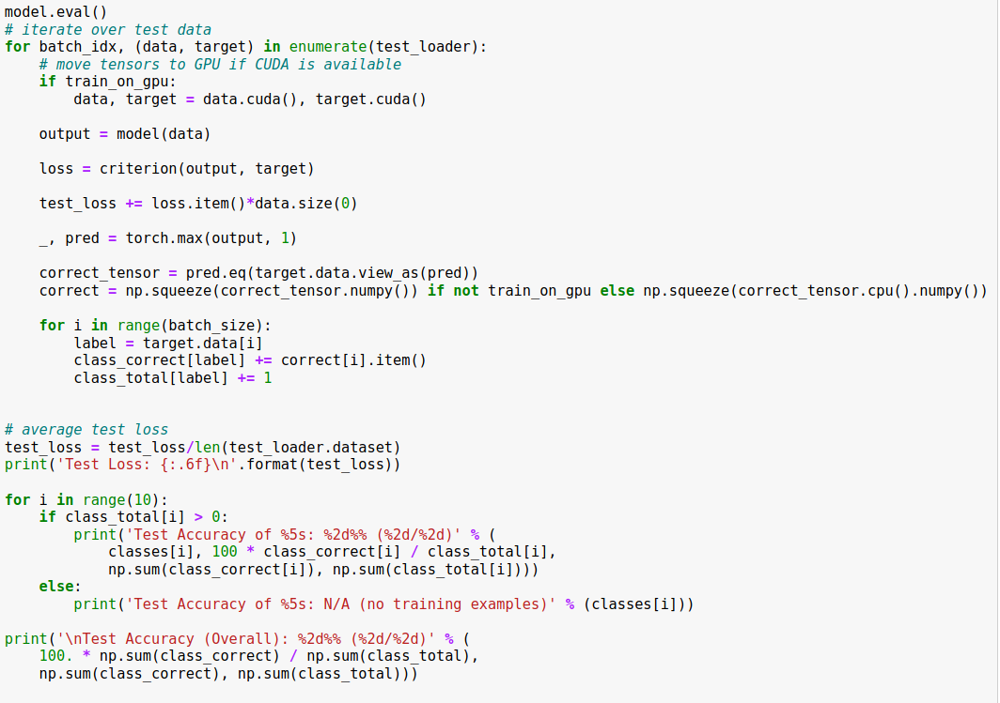 model.eval()
# iterate over test data
for batch_idx, (data, target) in enumerate(test_loader):
    # move tensors to GPU if CUDA is available
    if train_on_gpu:
        data, target = data.cuda(), target.cuda()

    output = model(data)

    loss = criterion(output, target)

    test_loss += loss.item()*data.size(0)

    _, pred = torch.max(output, 1)

    correct_tensor = pred.eq(target.data.view_as(pred))
    correct = np.squeeze(correct_tensor.numpy()) if not train_on_gpu else np.squeeze(correct_tensor.cpu().numpy())

    for i in range(batch_size):
        label = target.data[i]
        class_correct[label] += correct[i].item()
        class_total[label] += 1


# average test loss
test_loss = test_loss/len(test_loader.dataset)
print('Test Loss: {:.6f}\n'.format(test_loss))

for i in range(10):
    if class_total[i] > 0:
        print('Test Accuracy of %5s: %2d%% (%2d/%2d)' % (
            classes[i], 100 * class_correct[i] / class_total[i],
            np.sum(class_correct[i]), np.sum(class_total[i])))
    else:
        print('Test Accuracy of %5s: N/A (no training examples)' % (classes[i]))

print('\nTest Accuracy (Overall): %2d%% (%2d/%2d)' % (
    100. * np.sum(class_correct) / np.sum(class_total),
    np.sum(class_correct), np.sum(class_total)))